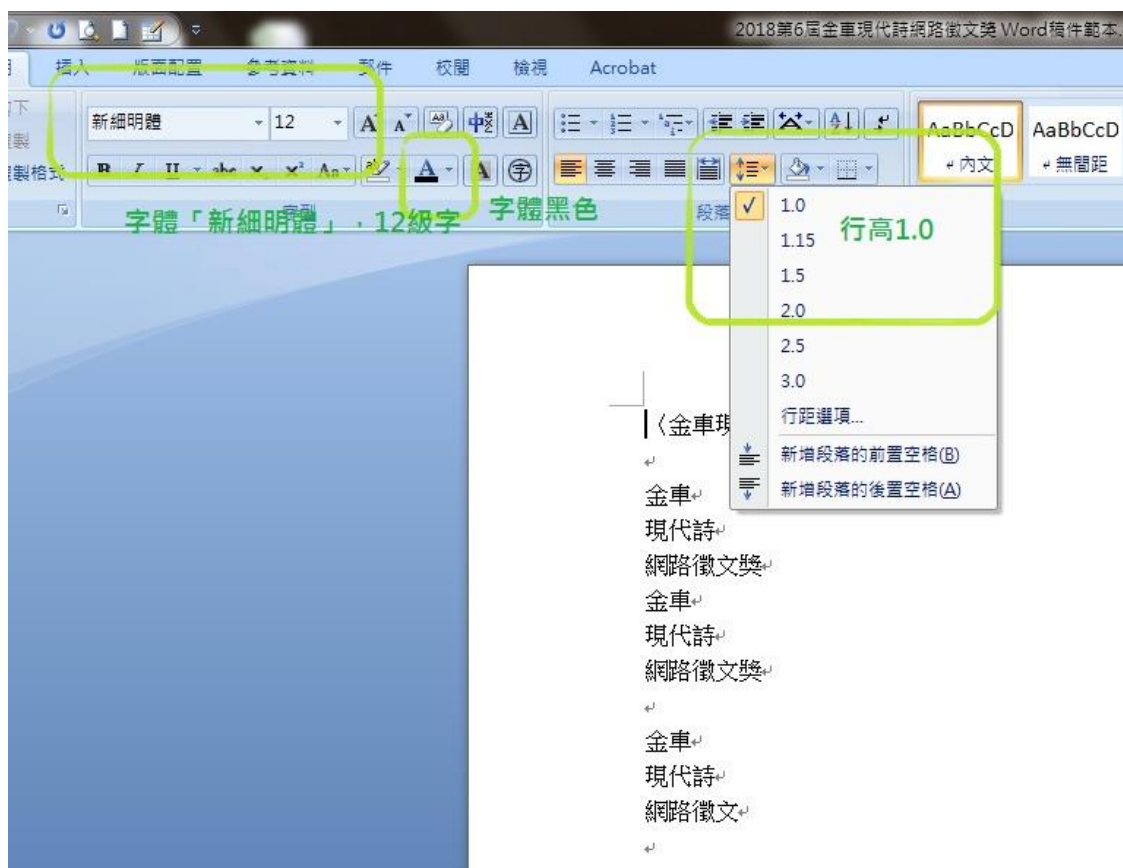 2018第6屆金車現代詩網路徵文獎 Word稿件範本.
插入 版面配置 參考資料 郵件 校閱 檢視 Acrobat
新細明體 12
AaBbCcD AaBbCcD
製格式
內文 無間距
字型
段落
字體「新細明體」，12級字
字體黑色
行高1.0
1.0
1.15
1.5
2.0
2.5
3.0
行距選項...
新增段落的前置空格(B)
新增段落的後置空格(A)
〈金車現
金車
現代詩
網路徵文獎
金車
現代詩
網路徵文獎
金車
現代詩
網路徵文